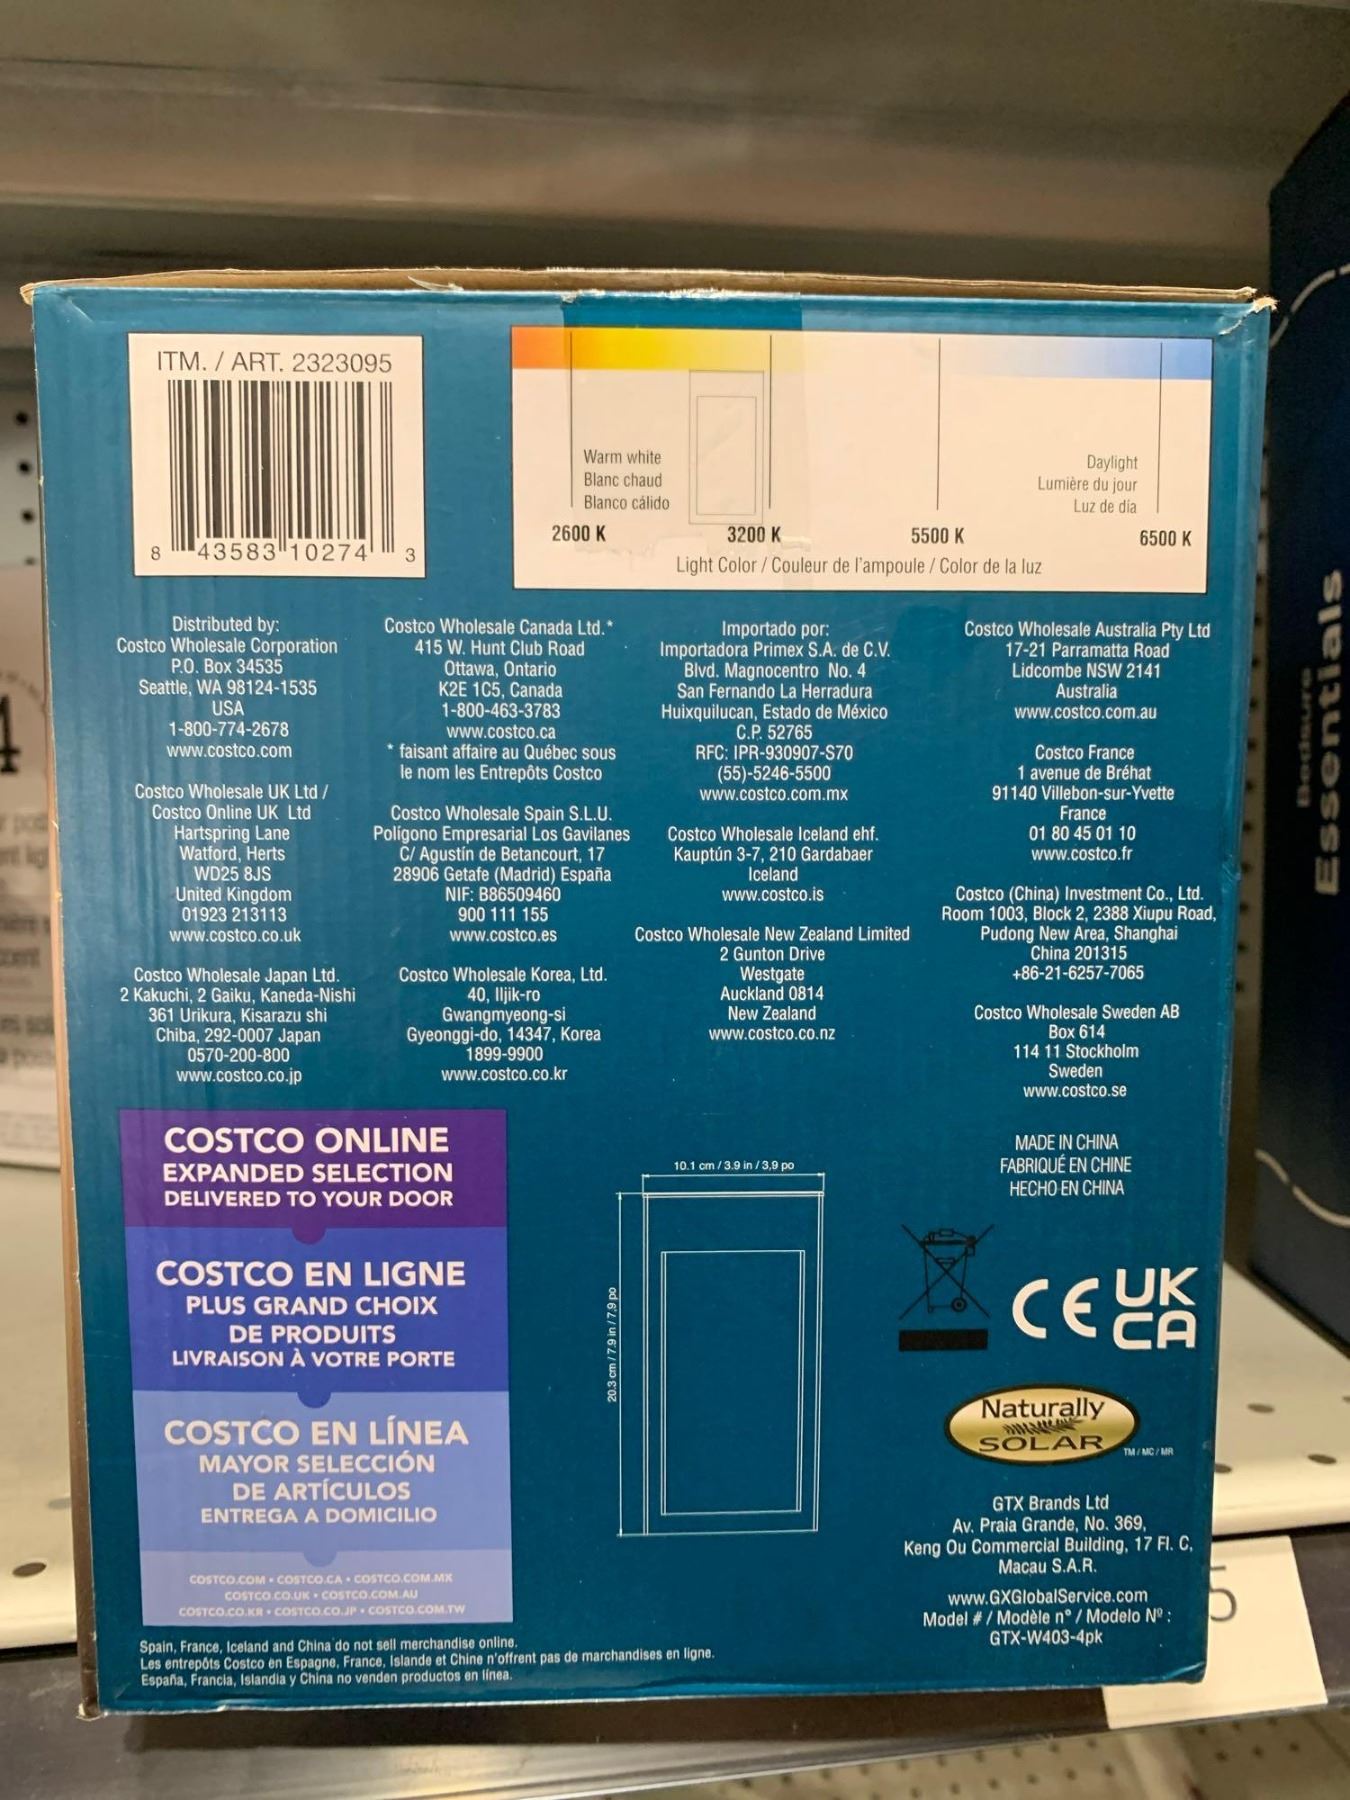 ITM. / ART. 2323095
8 43583 10274 3
Warm white
Blanc chaud
Blanco cálido
Daylight
Lumière du jour
Luz de día
2600 K
3200 K
5500 K
6500 K
Light Color / Couleur de l'ampoule / Color de la luz
Distributed by:
Costco Wholesale Corporation
P.O. Box 34535
Seattle, WA 98124-1535
USA
1-800-774-2678
www.costco.com
Costco Wholesale UK Ltd /
Costco Online UK Ltd
Hartspring Lane
Watford, Herts
WD25 8JS
United Kingdom
01923 213113
www.costco.co.uk
Costco Wholesale Japan Ltd.
2 Kakuchi, 2 Gaiku, Kaneda-Nishi
361 Urikura, Kisarazu shi
Chiba, 292-0007 Japan
0570-200-800
www.costco.co.jp
Costco Wholesale Canada Ltd.*
415 W. Hunt Club Road
Ottawa, Ontario
K2E 1C5, Canada
1-800-463-3783
www.costco.ca
* faisant affaire au Québec sous
le nom les Entrepôts Costco
Costco Wholesale Spain S.L.U.
Polígono Empresarial Los Gavilanes
C/ Agustín de Betancourt, 17
28906 Getafe (Madrid) España
NIF: B86509460
900 111 155
www.costco.es
Costco Wholesale Korea, Ltd.
40, Iljik-ro
Gwangmyeong-si
Gyeonggi-do, 14347, Korea
1899-9900
www.costco.co.kr
Importado por:
Importadora Primex S.A. de C.V.
Blvd. Magnocentro No. 4
San Fernando La Herradura
Huixquilucan, Estado de México
C.P. 52765
RFC: IPR-930907-S70
(55)-5246-5500
www.costco.com.mx
Costco Wholesale Iceland ehf.
Kauptún 3-7, 210 Gardabaer
Iceland
www.costco.is
Costco Wholesale New Zealand Limited
2 Gunton Drive
Westgate
Auckland 0814
New Zealand
www.costco.co.nz
Costco Wholesale Australia Pty Ltd
17-21 Parramatta Road
Lidcombe NSW 2141
Australia
www.costco.com.au
Costco France
1 avenue de Bréhat
91140 Villebon-sur-Yvette
France
01 80 45 01 10
www.costco.fr
Costco (China) Investment Co., Ltd.
Room 1003, Block 2, 2388 Xiupu Road,
Pudong New Area, Shanghai
China 201315
+86-21-6257-7065
Costco Wholesale Sweden AB
Box 614
114 11 Stockholm
Sweden
www.costco.se
COSTCO ONLINE
EXPANDED SELECTION
DELIVERED TO YOUR DOOR
COSTCO EN LIGNE
PLUS GRAND CHOIX
DE PRODUITS
LIVRAISON À VOTRE PORTE
COSTCO EN LÍNEA
MAYOR SELECCIÓN
DE ARTÍCULOS
ENTREGA A DOMICILIO
COSTCO.COM • COSTCO.CA • COSTCO.COM.MX
COSTCO.CO.UK • COSTCO.COM.AU
COSTCO.CO.KR • COSTCO.CO.JP • COSTCO.COM.TW
Spain, France, Iceland and China do not sell merchandise online.
Les entrepôts Costco en Espagne, France, Islande et Chine n'offrent pas de marchandises en ligne.
España, Francia, Islandia y China no venden productos en línea.
10.1 cm / 3.9 in / 3,9 po
20.3 cm / 7.9 in / 7,9 po
MADE IN CHINA
FABRIQUÉ EN CHINE
HECHO EN CHINA
CE UK
CA
Naturally
SOLAR
TM / MC / MR
GTX Brands Ltd
Av. Praia Grande, No. 369,
Keng Ou Commercial Building, 17 Fl. C,
Macau S.A.R.
www.GXGlobalService.com
Model # / Modèle n° / Modelo Nº :
GTX-W403-4pk
Bedsure
Essentials
4
5